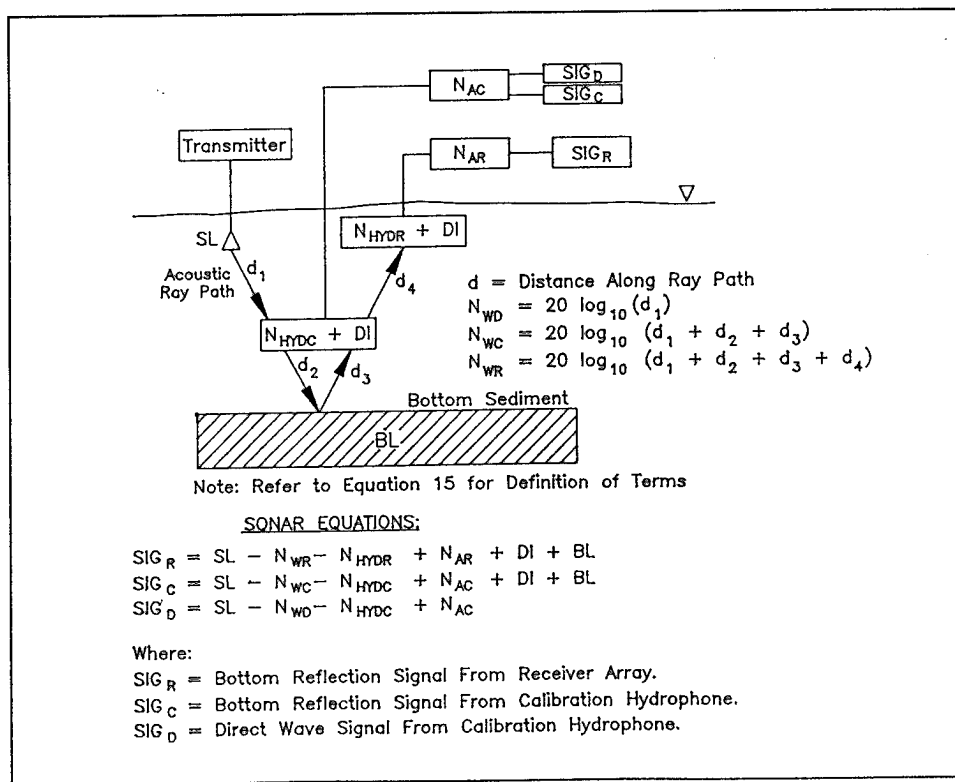 SIG_D
N_AC
SIG_C
Transmitter
N_AR
SIG_R
N_HYDR + DI
SL
d_1
Acoustic
Ray Path
d_4
d = Distance Along Ray Path
N_WD = 20 log_10 (d_1)
N_HYDC + DI
N_WC = 20 log_10 (d_1 + d_2 + d_3)
d_2
d_3
N_WR = 20 log_10 (d_1 + d_2 + d_3 + d_4)
Bottom Sediment
BL
Note: Refer to Equation 15 for Definition of Terms
SONAR EQUATIONS:
SIG_R = SL - N_WR - N_HYDR + N_AR + DI + BL
SIG_C = SL - N_WC - N_HYDC + N_AC + DI + BL
SIG_D = SL - N_WD - N_HYDC + N_AC
Where:
SIG_R = Bottom Reflection Signal From Receiver Array.
SIG_C = Bottom Reflection Signal From Calibration Hydrophone.
SIG_D = Direct Wave Signal From Calibration Hydrophone.